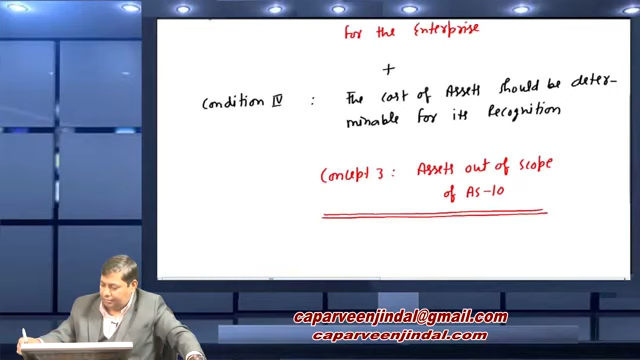 For the Enterprise
+
Condition IV : The cost of Assets should be deter-
minable for its Recognition
Concept 3 : Assets out of scope
of AS-10
caparveenjindal@gmail.com
caparveenjindal.com